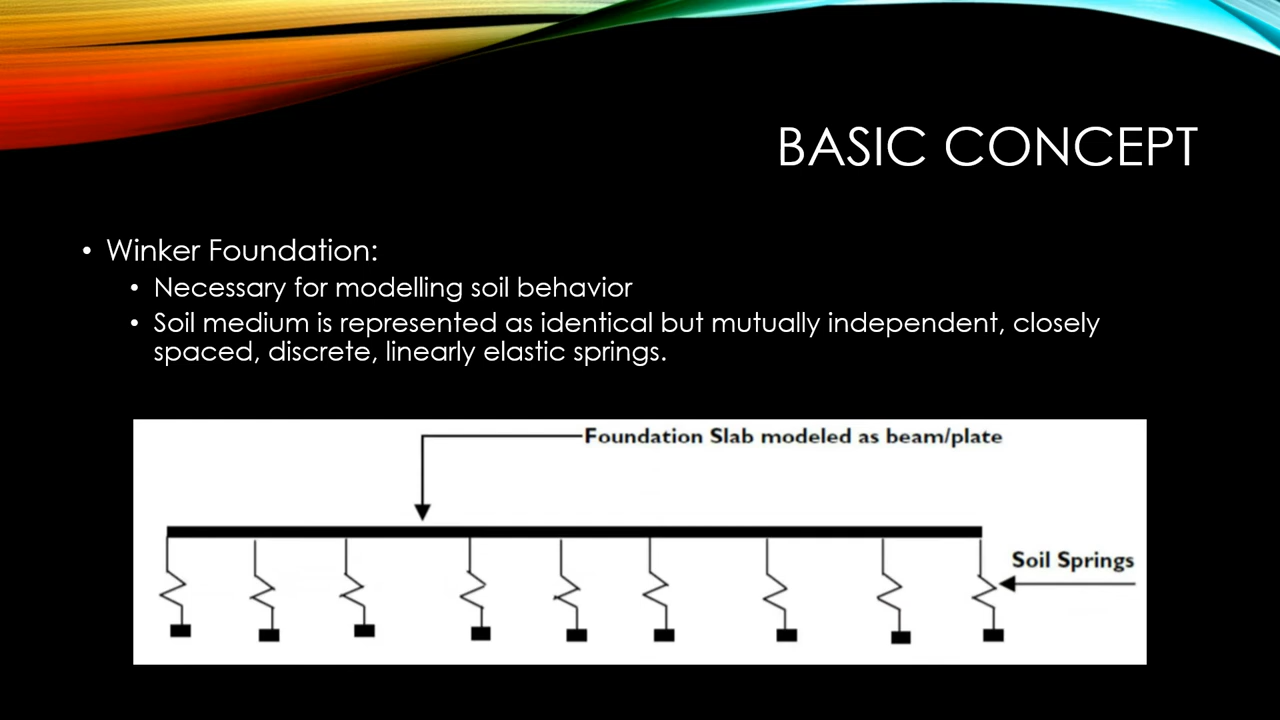 BASIC CONCEPT
• Winker Foundation:
• Necessary for modelling soil behavior
• Soil medium is represented as identical but mutually independent, closely
spaced, discrete, linearly elastic springs.
Foundation Slab modeled as beam/plate
Soil Springs